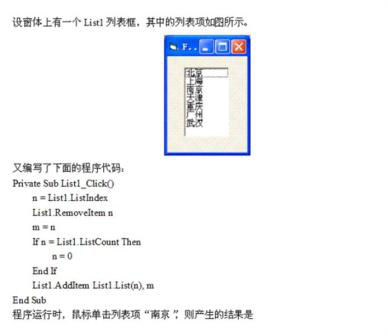 设窗体上有一个 List1 列表框，其中的列表项如图所示。
F..
北京
上海
南京
天津
重庆
广州
武汉
又编写了下面的程序代码：
Private Sub List1_Click()
n = List1.ListIndex
List1.RemoveItem n
m = n
If n = List1.ListCount Then
n = 0
End If
List1.AddItem List1.List(n), m
End Sub
程序运行时，鼠标单击列表项 “南京 ”，则产生的结果是